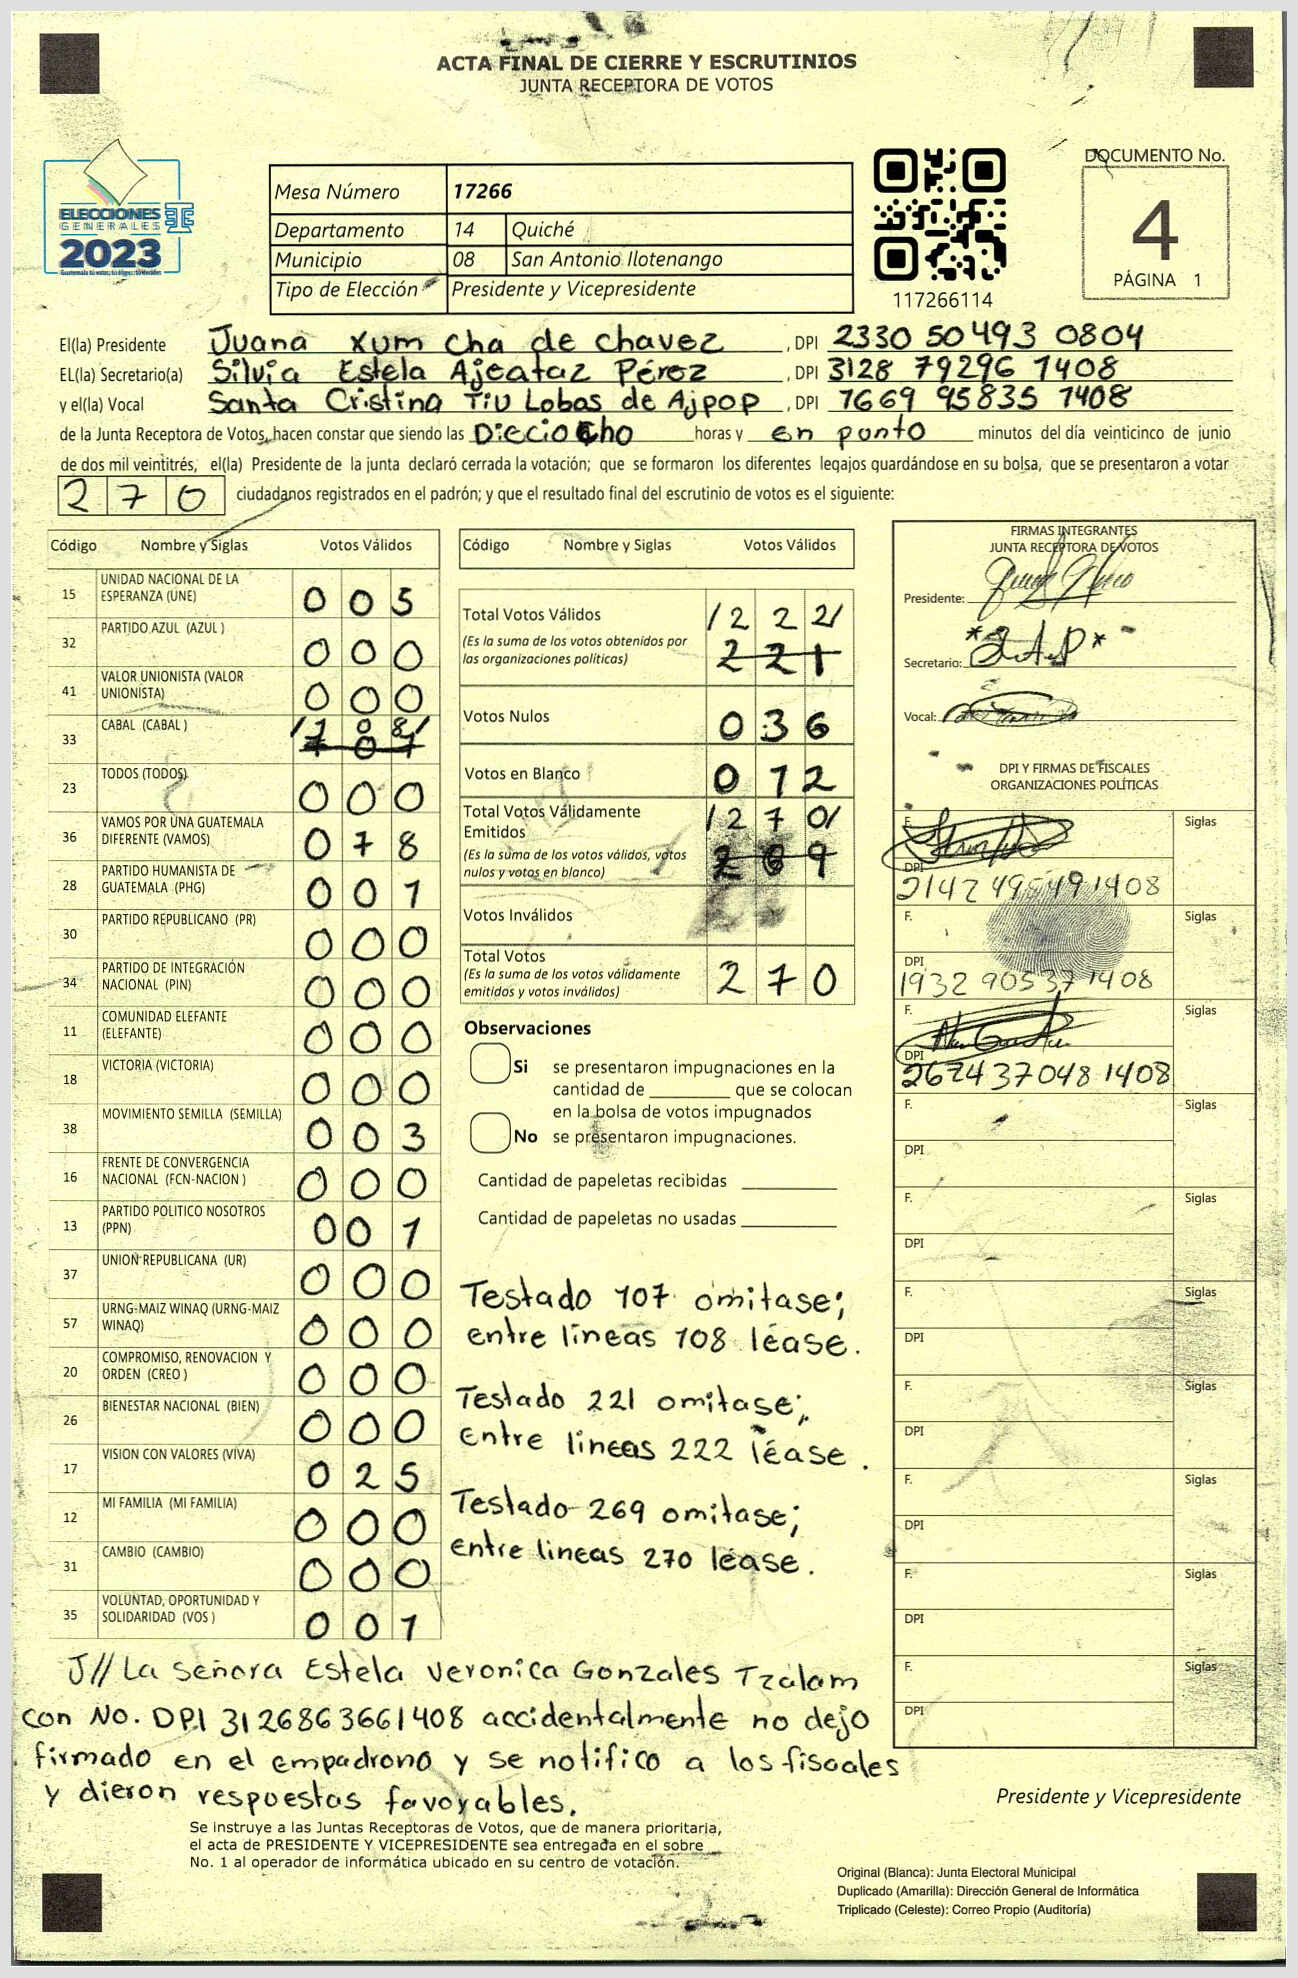 ACTA FINAL DE CIERRE Y ESCRUTINIOS
JUNTA RECEPTORA DE VOTOS
ELECCIONES
GENERALES
2023
Mesa Número 17266
Departamento 14 Quiché
Municipio 08 San Antonio Ilotenango
Tipo de Elección Presidente y Vicepresidente
117266114
DOCUMENTO No.
4
PÁGINA 1
El(la) Presidente Juana Xum Cha de chavez , DPI 2330 50493 0804
EL(la) Secretario(a) Silvia Estela Ajcataz Pérez , DPI 3128 79296 1408
y el(la) Vocal Santa Cristina Tiu Lobos de Ajpop , DPI 7669 95835 1408
de la Junta Receptora de Votos, hacen constar que siendo las Dieciocho horas y en punto minutos del día veinticinco de junio
de dos mil veintitrés, el(la) Presidente de la junta declaró cerrada la votación; que se formaron los diferentes legajos guardándose en su bolsa, que se presentaron a votar
270 ciudadanos registrados en el padrón; y que el resultado final del escrutinio de votos es el siguiente:
Código Nombre y Siglas Votos Válidos
15 UNIDAD NACIONAL DE LA ESPERANZA (UNE) 0 0 5
32 PARTIDO AZUL (AZUL ) 0 0 0
41 VALOR UNIONISTA (VALOR UNIONISTA) 0 0 0
33 CABAL (CABAL ) /1 0 8/
107
23 TODOS (TODOS) 0 0 0
36 VAMOS POR UNA GUATEMALA DIFERENTE (VAMOS) 0 7 8
28 PARTIDO HUMANISTA DE GUATEMALA (PHG) 0 0 1
30 PARTIDO REPUBLICANO (PR) 0 0 0
34 PARTIDO DE INTEGRACIÓN NACIONAL (PIN) 0 0 0
11 COMUNIDAD ELEFANTE (ELEFANTE) 0 0 0
18 VICTORIA (VICTORIA) 0 0 0
38 MOVIMIENTO SEMILLA (SEMILLA) 0 0 3
16 FRENTE DE CONVERGENCIA NACIONAL (FCN-NACION ) 0 0 0
13 PARTIDO POLITICO NOSOTROS (PPN) 0 0 1
37 UNION REPUBLICANA (UR) 0 0 0
57 URNG-MAIZ WINAQ (URNG-MAIZ WINAQ) 0 0 0
20 COMPROMISO, RENOVACION Y ORDEN (CREO ) 0 0 0
26 BIENESTAR NACIONAL (BIEN) 0 0 0
17 VISION CON VALORES (VIVA) 0 2 5
12 MI FAMILIA (MI FAMILIA) 0 0 0
31 CAMBIO (CAMBIO) 0 0 0
35 VOLUNTAD, OPORTUNIDAD Y SOLIDARIDAD (VOS ) 0 0 1
Código Nombre y Siglas Votos Válidos
Total Votos Válidos /2 2 2/
(Es la suma de los votos obtenidos por las organizaciones políticas) 2 2 1
Votos Nulos 0 3 6
Votos en Blanco 0 1 2
Total Votos Válidamente Emitidos /2 7 0/
(Es la suma de los votos válidos, votos nulos y votos en blanco) 2 6 9
Votos Inválidos
Total Votos 2 7 0
(Es la suma de los votos válidamente emitidos y votos inválidos)
Observaciones
Si se presentaron impugnaciones en la
cantidad de ________ que se colocan
en la bolsa de votos impugnados
No se presentaron impugnaciones.
Cantidad de papeletas recibidas
Cantidad de papeletas no usadas
Testado 107 omitase;
entre líneas 108 léase.
Testado 221 omitase;
entre lineas 222 léase.
Testado 269 omitase;
entre lineas 270 léase.
FIRMAS INTEGRANTES
JUNTA RECEPTORA DE VOTOS
Presidente:
Secretario:
Vocal:
DPI Y FIRMAS DE FISCALES
ORGANIZACIONES POLÍTICAS
F. Siglas
DPI
2142 49549 1408
F. Siglas
DPI
1932 90537 1408
F. Siglas
DPI
2624 37048 1408
F. Siglas
DPI
F. Siglas
DPI
F. Siglas
DPI
F. Siglas
DPI
F. Siglas
DPI
F. Siglas
DPI
F. Siglas
DPI
J// La señora Estela Veronica Gonzales Tzalam
con No. DPI 3126863661408 accidentalmente no dejo
firmado en el empadrono y se notifico a los fiscales
y dieron respuestas favorables.
Se instruye a las Juntas Receptoras de Votos, que de manera prioritaria,
el acta de PRESIDENTE Y VICEPRESIDENTE sea entregada en el sobre
No. 1 al operador de informática ubicado en su centro de votación.
Presidente y Vicepresidente
Original (Blanca): Junta Electoral Municipal
Duplicado (Amarilla): Dirección General de Informática
Triplicado (Celeste): Correo Propio (Auditoría)